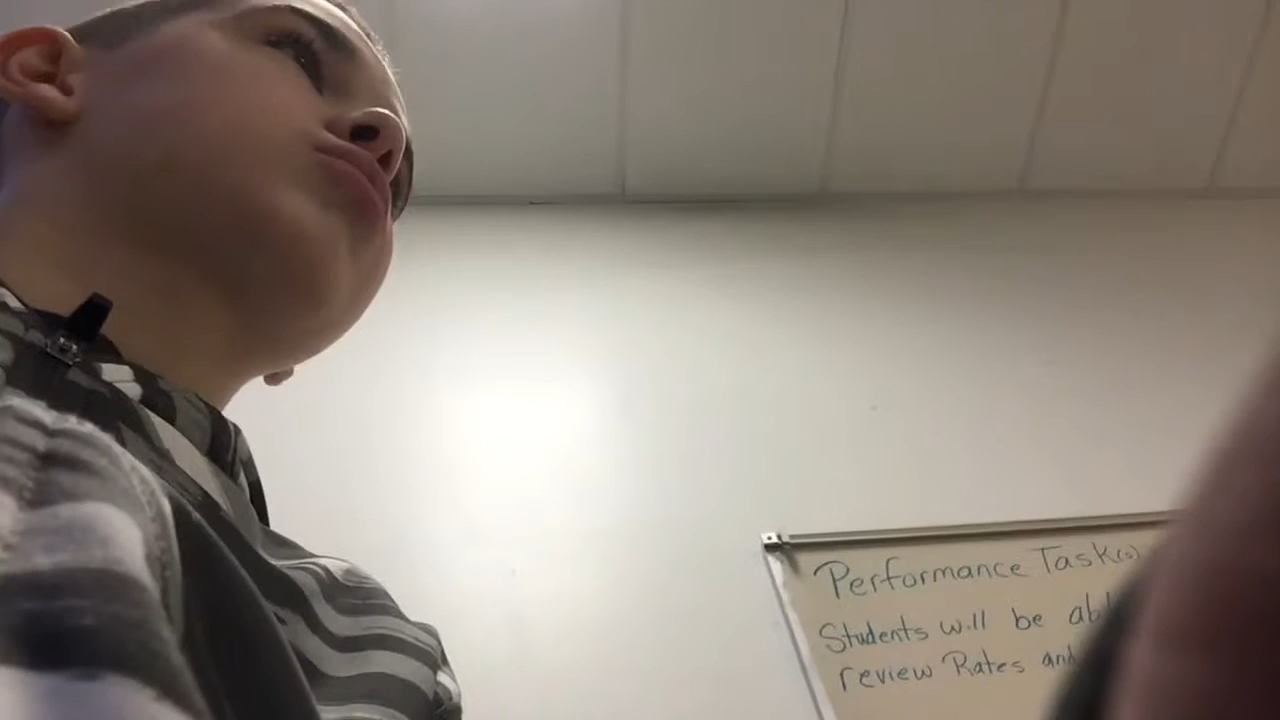 Performance Task(s)
Students will be
review Rates and